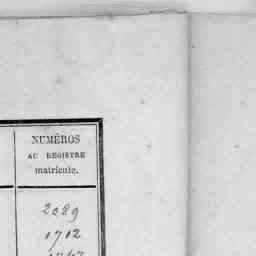 NUMÉROS
AU REGISTRE
matricule.
2089
1712